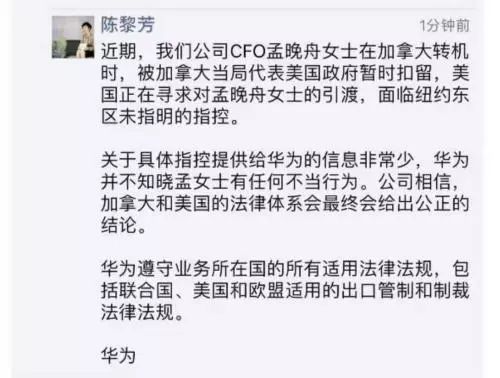 陈黎芳
1分钟前
近期，我们公司CFO孟晚舟女士在加拿大转机
时，被加拿大当局代表美国政府暂时扣留，美
国正在寻求对孟晚舟女士的引渡，面临纽约东
区未指明的指控。
关于具体指控提供给华为的信息非常少，华为
并不知晓孟女士有任何不当行为。公司相信，
加拿大和美国的法律体系会最终会给出公正的
结论。
华为遵守业务所在国的所有适用法律法规，包
括联合国、美国和欧盟适用的出口管制和制裁
法律法规。
华为